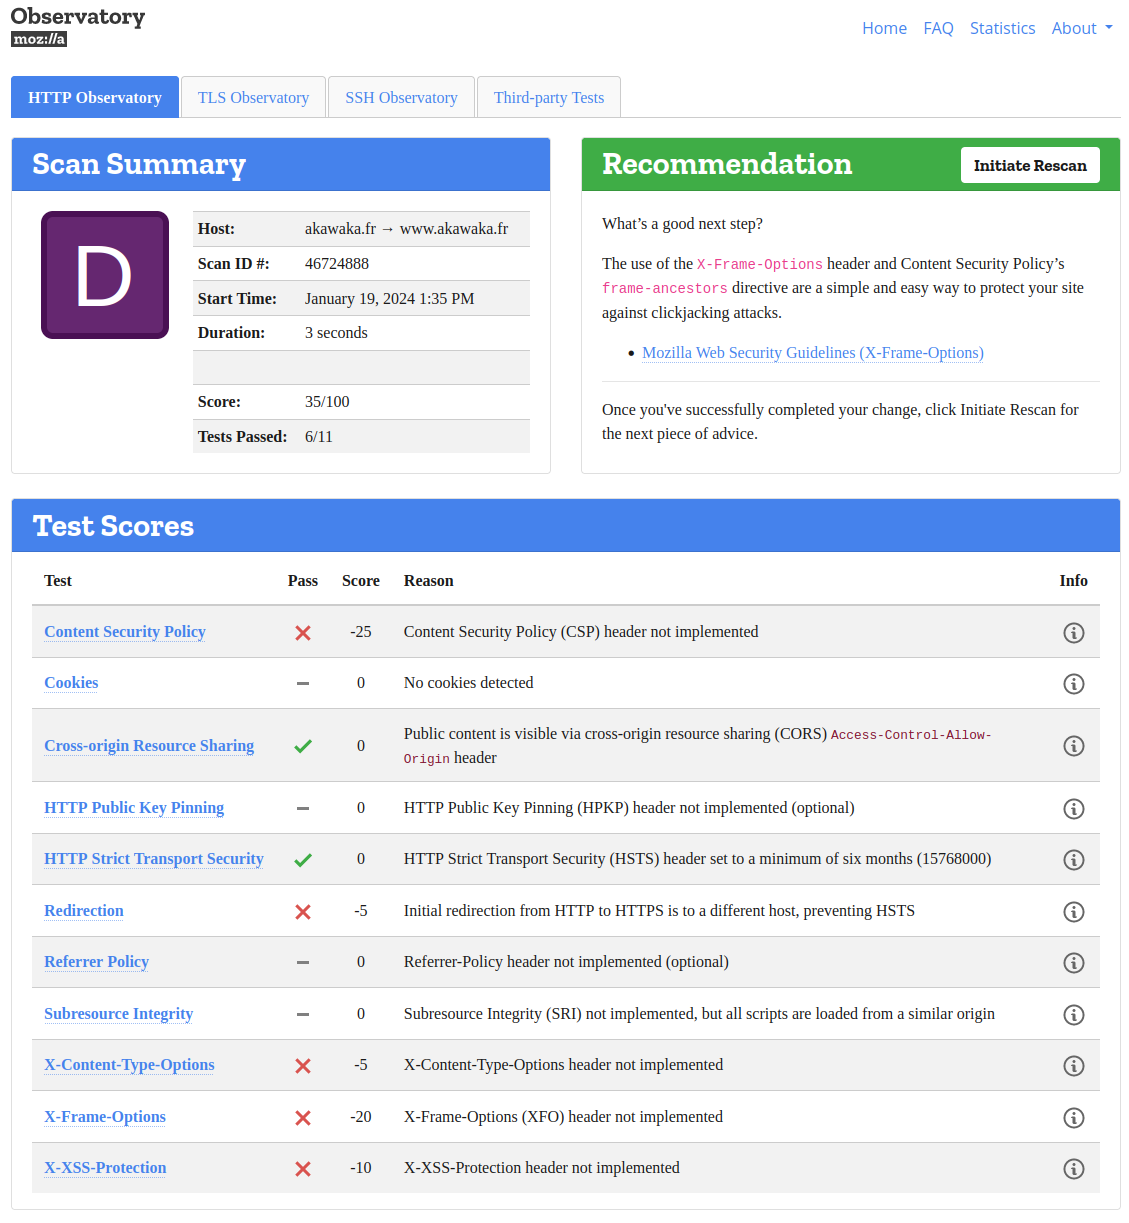 Observatory
moz://a
Home FAQ Statistics About
HTTP Observatory TLS Observatory SSH Observatory Third-party Tests
Scan Summary
D
Host: akawaka.fr → www.akawaka.fr
Scan ID #: 46724888
Start Time: January 19, 2024 1:35 PM
Duration: 3 seconds
Score: 35/100
Tests Passed: 6/11
Recommendation Initiate Rescan
What’s a good next step?
The use of the X-Frame-Options header and Content Security Policy’s
frame-ancestors directive are a simple and easy way to protect your site
against clickjacking attacks.
• Mozilla Web Security Guidelines (X-Frame-Options)
Once you've successfully completed your change, click Initiate Rescan for
the next piece of advice.
Test Scores
Test Pass Score Reason Info
Content Security Policy -25 Content Security Policy (CSP) header not implemented
Cookies 0 No cookies detected
Cross-origin Resource Sharing 0 Public content is visible via cross-origin resource sharing (CORS) Access-Control-Allow-
Origin header
HTTP Public Key Pinning 0 HTTP Public Key Pinning (HPKP) header not implemented (optional)
HTTP Strict Transport Security 0 HTTP Strict Transport Security (HSTS) header set to a minimum of six months (15768000)
Redirection -5 Initial redirection from HTTP to HTTPS is to a different host, preventing HSTS
Referrer Policy 0 Referrer-Policy header not implemented (optional)
Subresource Integrity 0 Subresource Integrity (SRI) not implemented, but all scripts are loaded from a similar origin
X-Content-Type-Options -5 X-Content-Type-Options header not implemented
X-Frame-Options -20 X-Frame-Options (XFO) header not implemented
X-XSS-Protection -10 X-XSS-Protection header not implemented